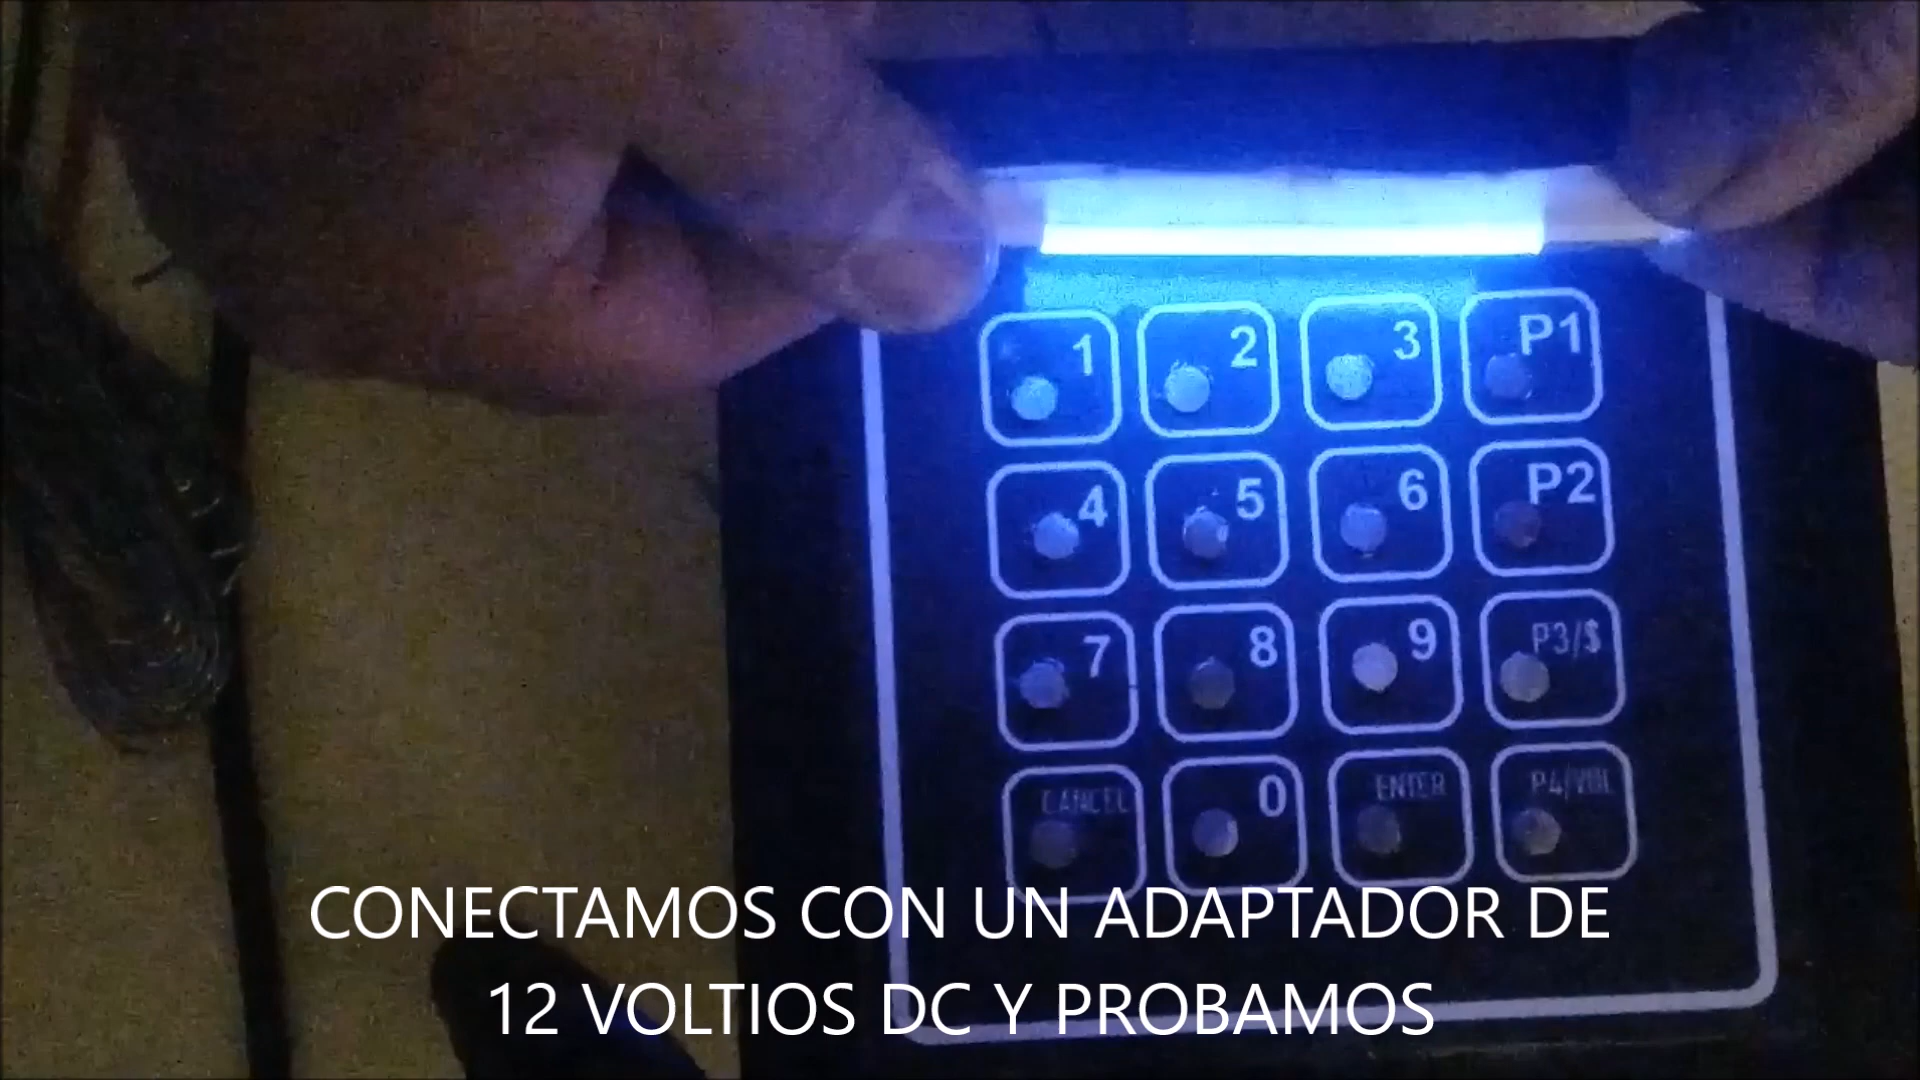 1 2 3 P1
4 5 6 P2
7 8 9 P3/$
CANCEL 0 ENTER P4/VOL
CONECTAMOS CON UN ADAPTADOR DE
12 VOLTIOS DC Y PROBAMOS